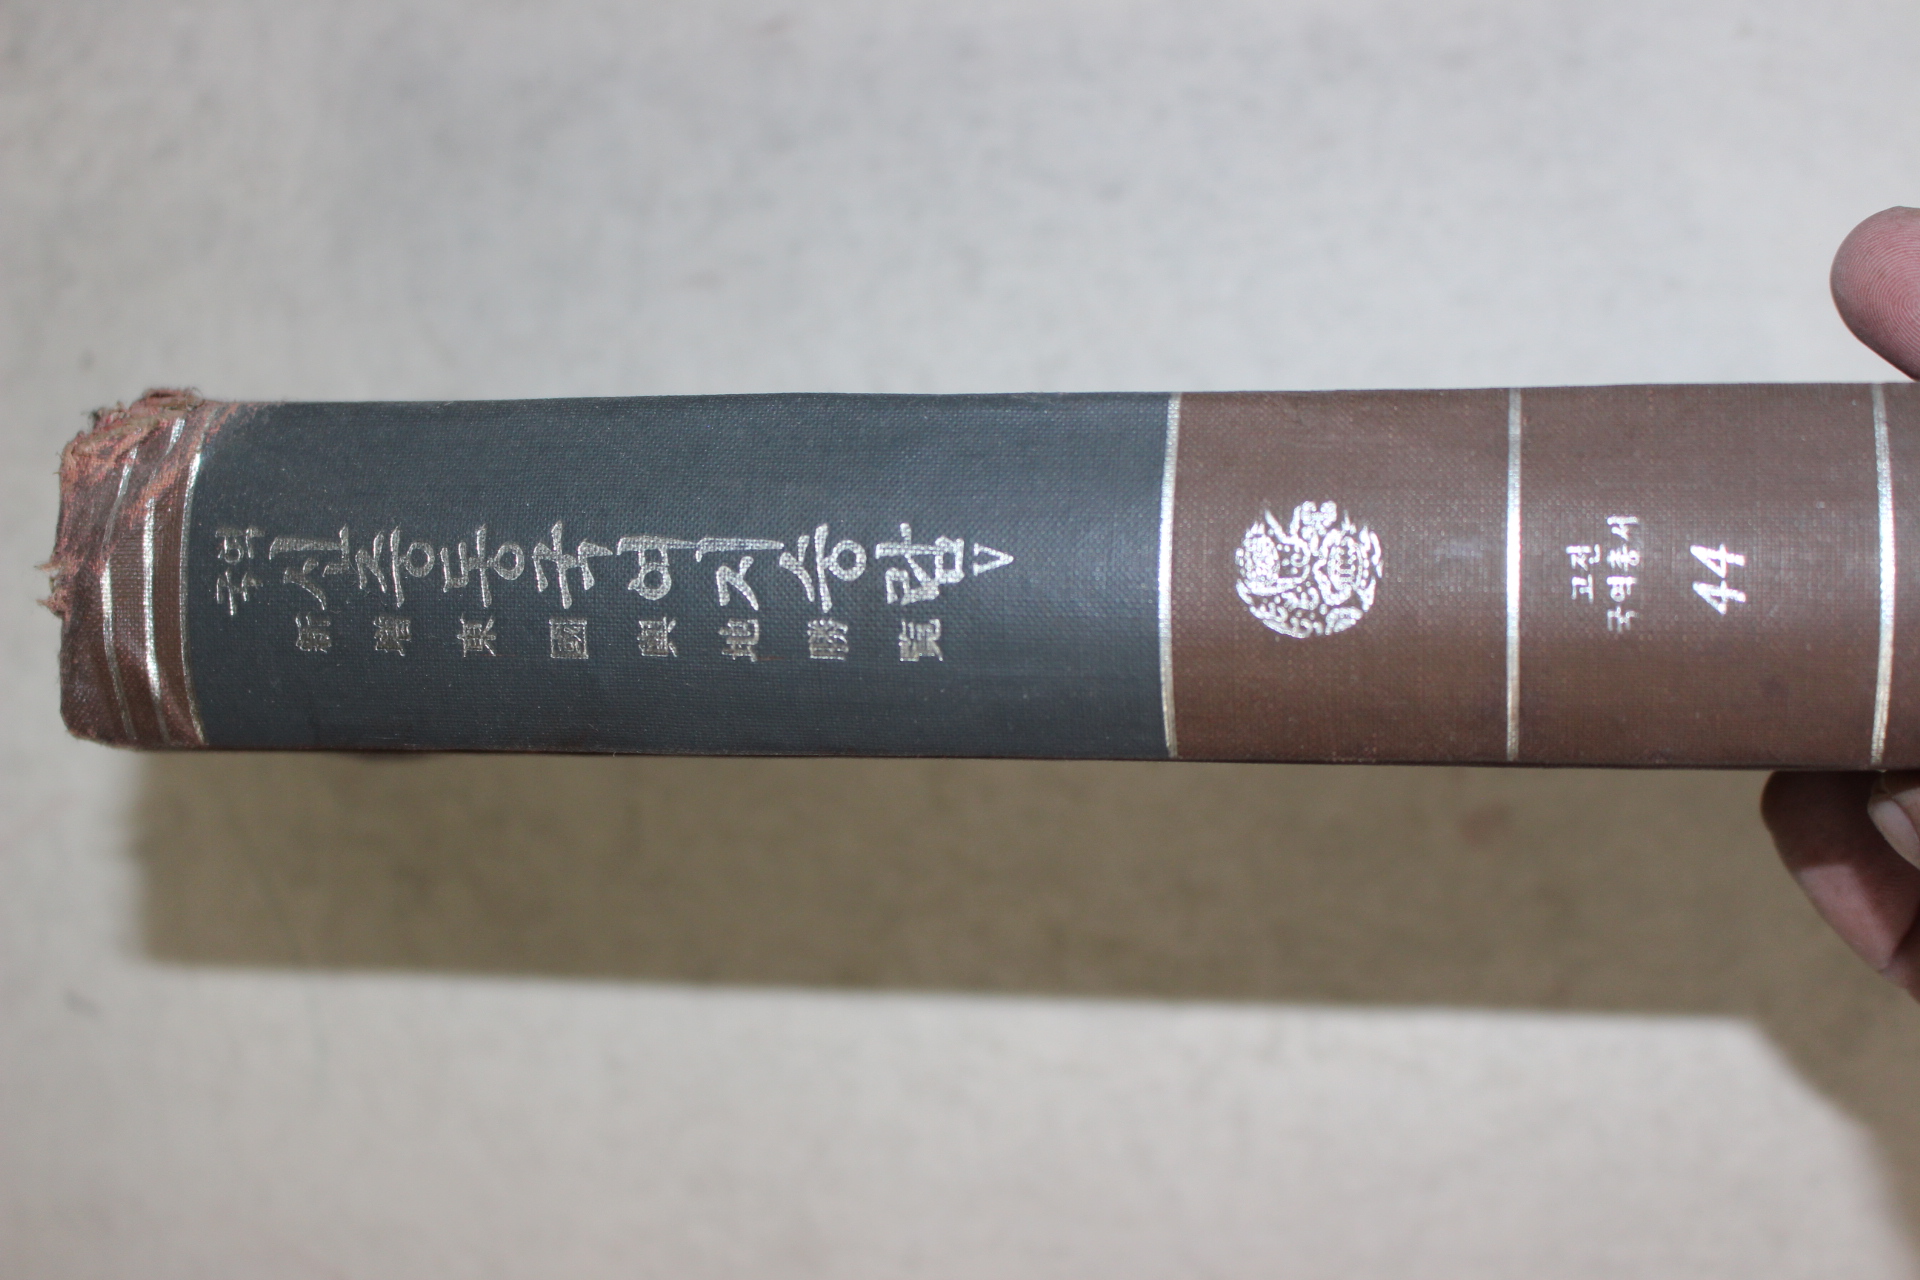 국역
신증동국여지승람 V
新增東國輿地勝覽
고전
국역총서
44